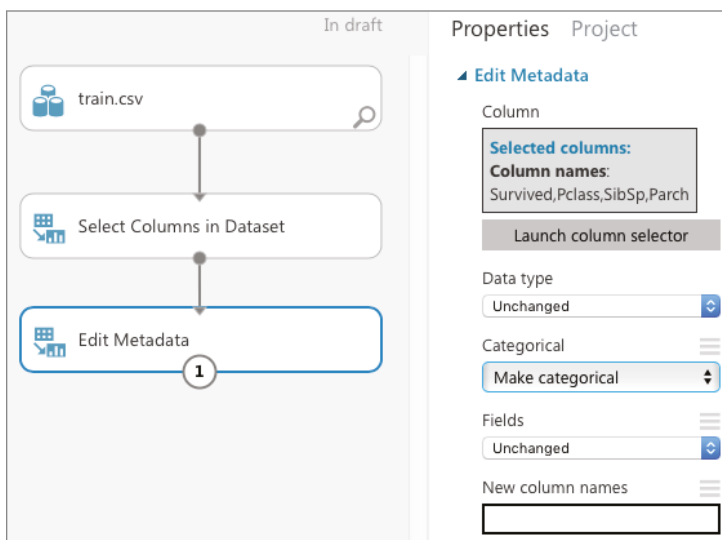 In draft
train.csv
Select Columns in Dataset
Edit Metadata
1
Properties Project
Edit Metadata
Column
Selected columns:
Column names:
Survived,Pclass,SibSp,Parch
Launch column selector
Data type
Unchanged
Categorical
Make categorical
Fields
Unchanged
New column names